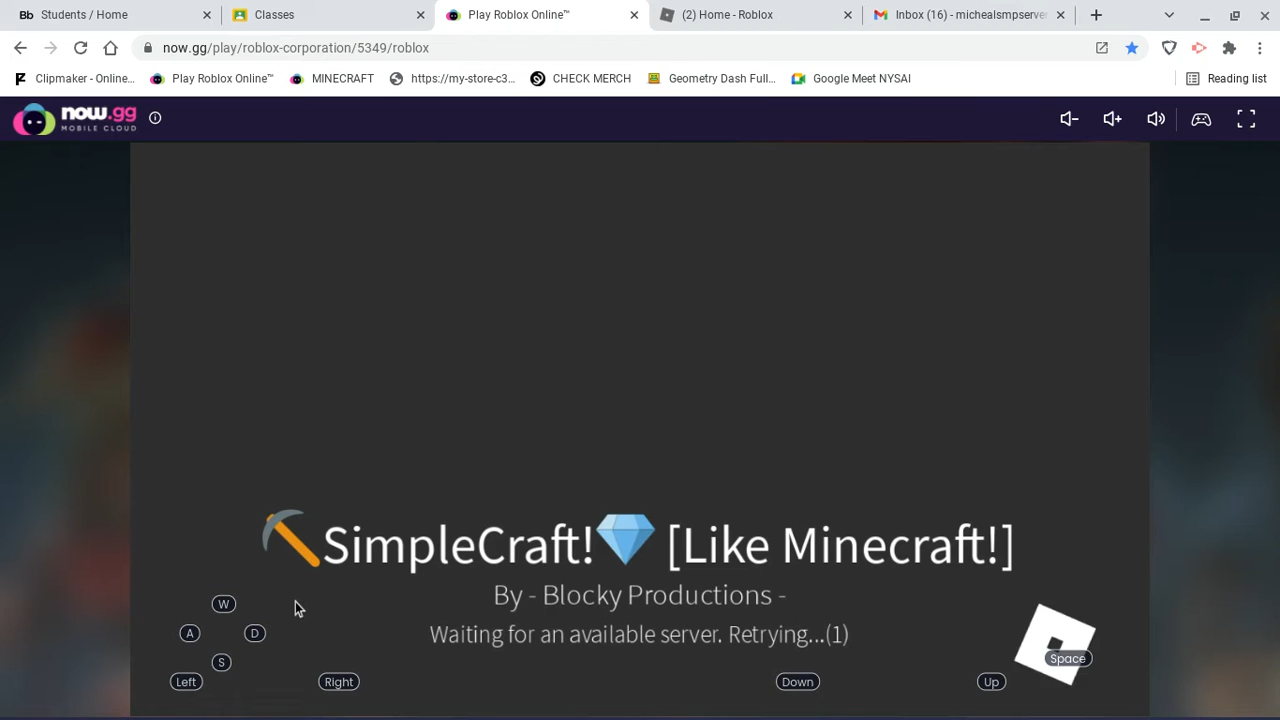 Bb Students / Home
Classes
Play Roblox Online™
(2) Home - Roblox
Inbox (16) - michealsmpserver
now.gg/play/roblox-corporation/5349/roblox
Clipmaker - Online...
Play Roblox Online™
MINECRAFT
https://my-store-c3...
CHECK MERCH
Geometry Dash Full...
Google Meet NYSAI
Reading list
now.gg
MOBILE CLOUD
SimpleCraft! [Like Minecraft!]
By - Blocky Productions -
Waiting for an available server. Retrying...(1)
W
A
D
S
Left
Right
Down
Up
Space